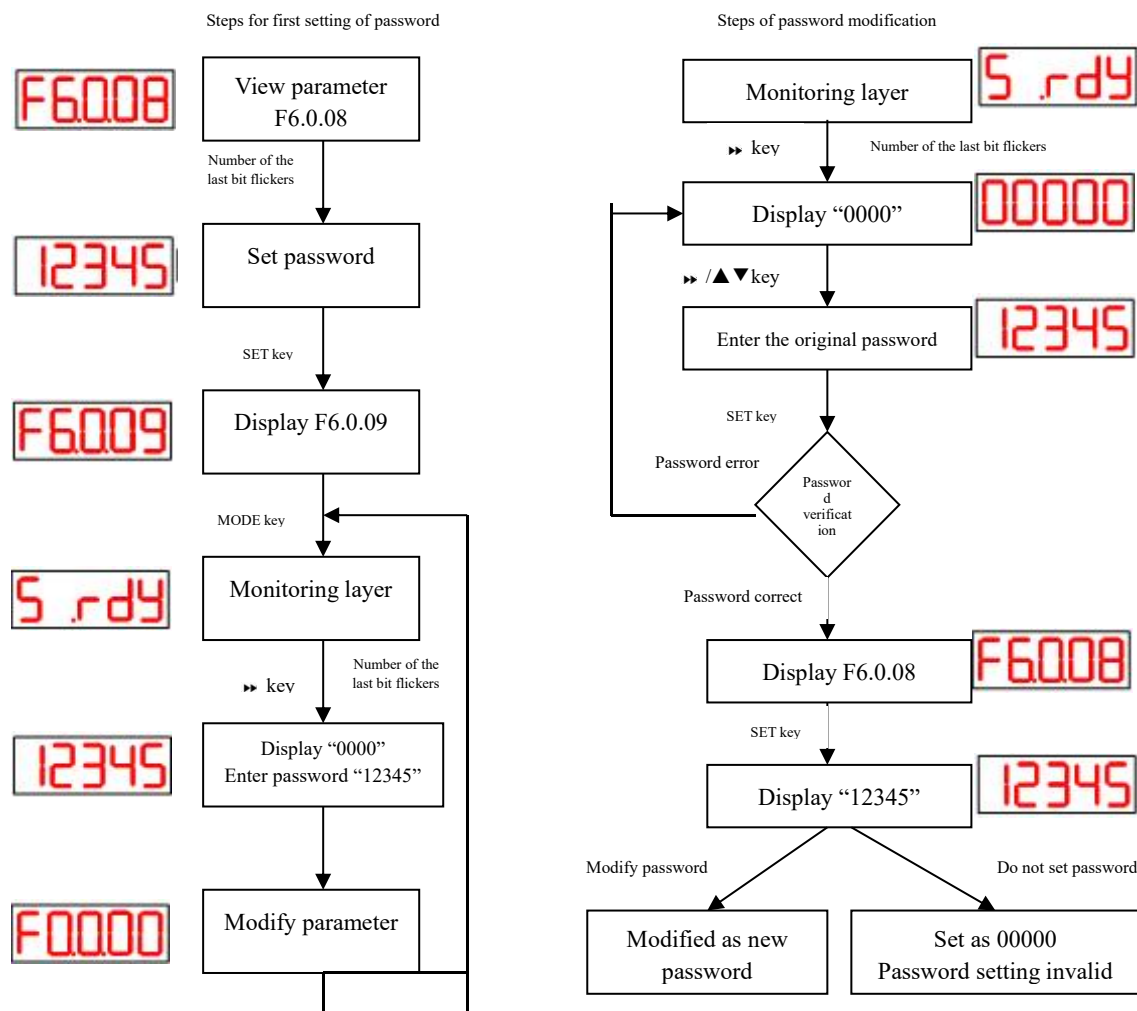 Steps for first setting of password
F6.0.08
View parameter
F6.0.08
Number of the
last bit flickers
12345
Set password
SET key
F6.0.09
Display F6.0.09
MODE key
S .rdy
Monitoring layer
▸▸ key
Number of the
last bit flickers
12345
Display “0000”
Enter password “12345”
F0.0.00
Modify parameter
Steps of password modification
Monitoring layer
S .rdy
▸▸ key
Number of the last bit flickers
Display “0000”
00000
▸▸ /▲▼key
Enter the original password
12345
SET key
Password error
Passwor
d
verificat
ion
Password correct
Display F6.0.08
F6.0.08
SET key
Display “12345”
12345
Modify password
Do not set password
Modified as new
password
Set as 00000
Password setting invalid